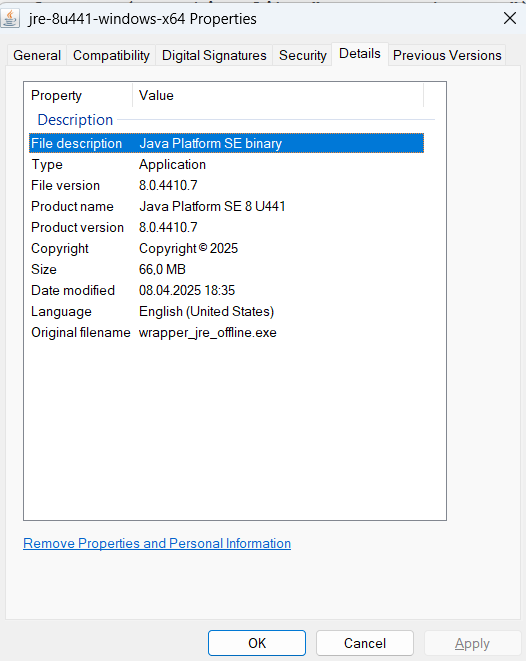 jre-8u441-windows-x64 Properties
General Compatibility Digital Signatures Security Details Previous Versions
Property Value
Description
File description Java Platform SE binary
Type Application
File version 8.0.4410.7
Product name Java Platform SE 8 U441
Product version 8.0.4410.7
Copyright Copyright © 2025
Size 66,0 MB
Date modified 08.04.2025 18:35
Language English (United States)
Original filename wrapper_jre_offline.exe
Remove Properties and Personal Information
OK Cancel Apply